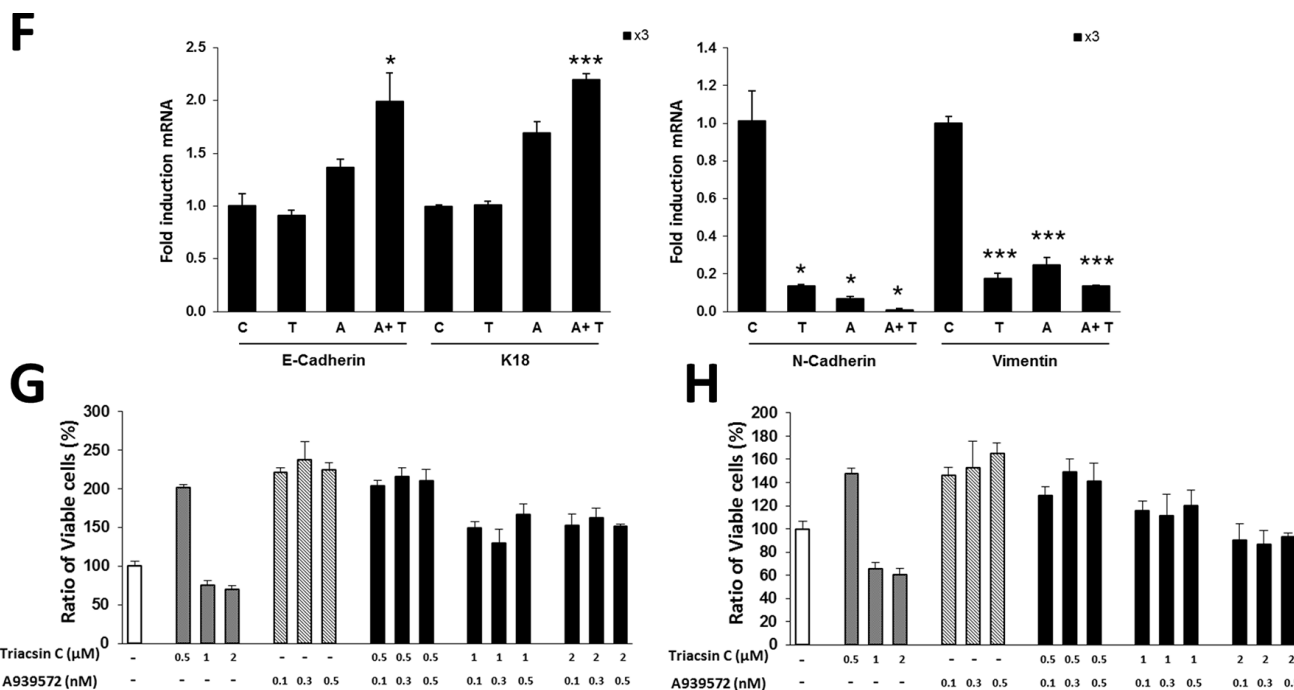 F
x3
x3
Fold induction mRNA
2.5
2.0
1.5
1.0
0.5
0.0
*
***
C T A A+ T C T A A+ T
E-Cadherin K18
Fold induction mRNA
1.4
1.2
1.0
0.8
0.6
0.4
0.2
0.0
* * * *** *** ***
C T A A+ T C T A A+ T
N-Cadherin Vimentin
G
Ratio of Viable cells (%)
300
250
200
150
100
50
0
Triacsin C (µM) - 0.5 1 2 - - - 0.5 0.5 0.5 1 1 1 2 2 2
A939572 (nM) - - - - 0.1 0.3 0.5 0.1 0.3 0.5 0.1 0.3 0.5 0.1 0.3 0.5
H
Ratio of Viable cells (%)
200
180
160
140
120
100
80
60
40
20
0
- 0.5 1 2 - - - 0.5 0.5 0.5 1 1 1 2 2 2
- - - - 0.1 0.3 0.5 0.1 0.3 0.5 0.1 0.3 0.5 0.1 0.3